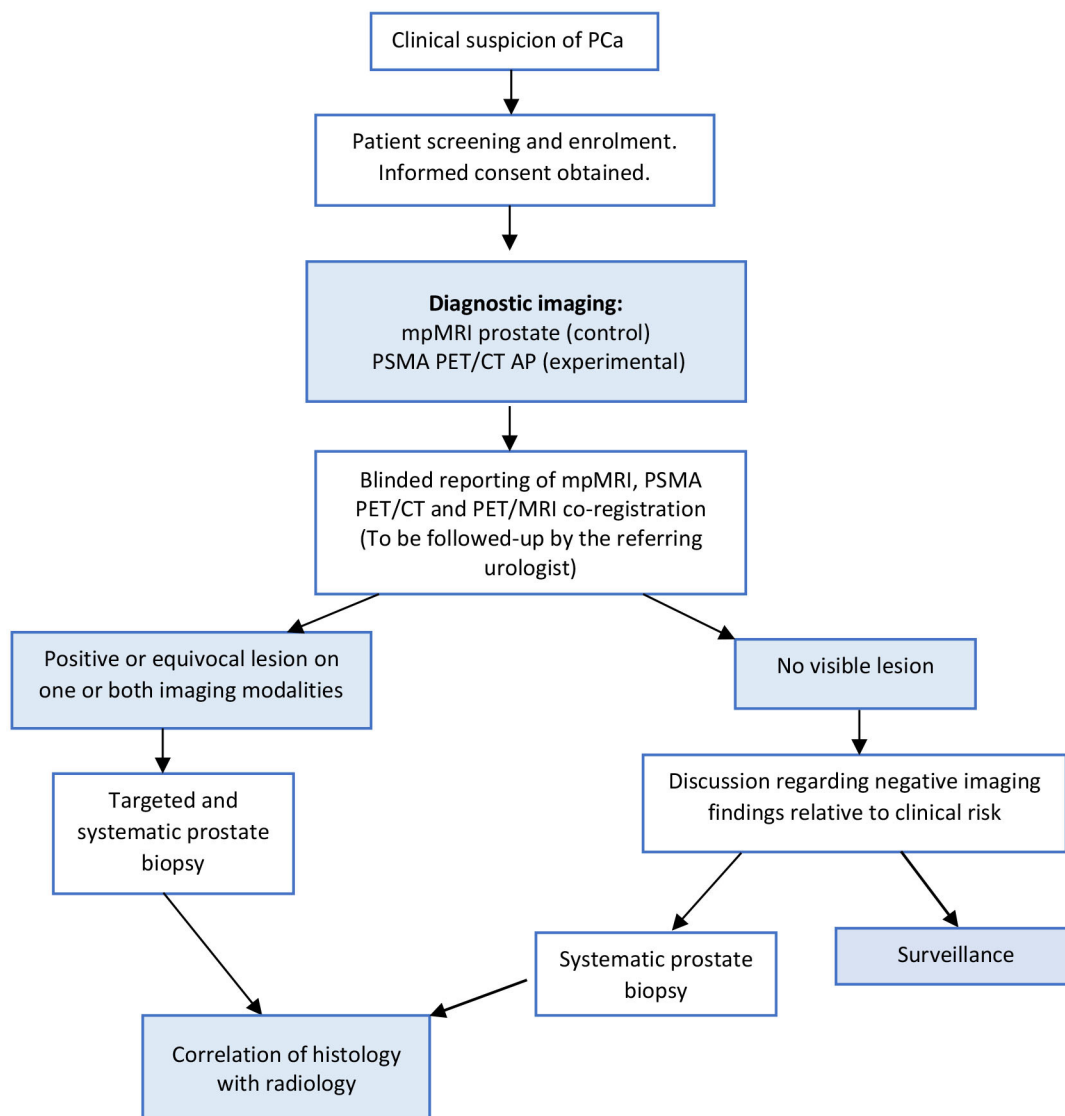 Clinical suspicion of PCa
Patient screening and enrolment.
Informed consent obtained.
Diagnostic imaging:
mpMRI prostate (control)
PSMA PET/CT AP (experimental)
Blinded reporting of mpMRI, PSMA
PET/CT and PET/MRI co-registration
(To be followed-up by the referring
urologist)
Positive or equivocal lesion on
one or both imaging modalities
No visible lesion
Targeted and
systematic prostate
biopsy
Discussion regarding negative imaging
findings relative to clinical risk
Systematic prostate
biopsy
Surveillance
Correlation of histology
with radiology